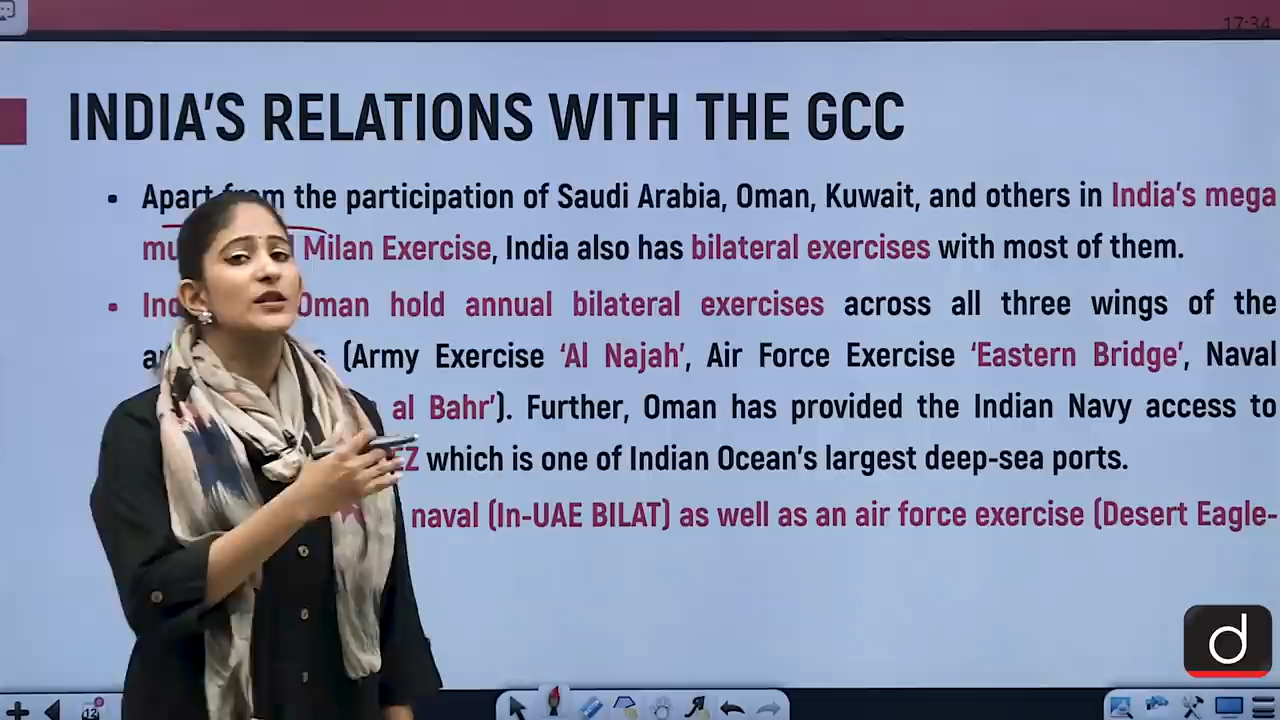 17:34
INDIA'S RELATIONS WITH THE GCC
• Apart from the participation of Saudi Arabia, Oman, Kuwait, and others in India's mega
Milan Exercise, India also has bilateral exercises with most of them.
• Oman hold annual bilateral exercises across all three wings of the
(Army Exercise 'Al Najah', Air Force Exercise 'Eastern Bridge', Naval
al Bahr'). Further, Oman has provided the Indian Navy access to
which is one of Indian Ocean's largest deep-sea ports.
naval (In-UAE BILAT) as well as an air force exercise (Desert Eagle-
d
12